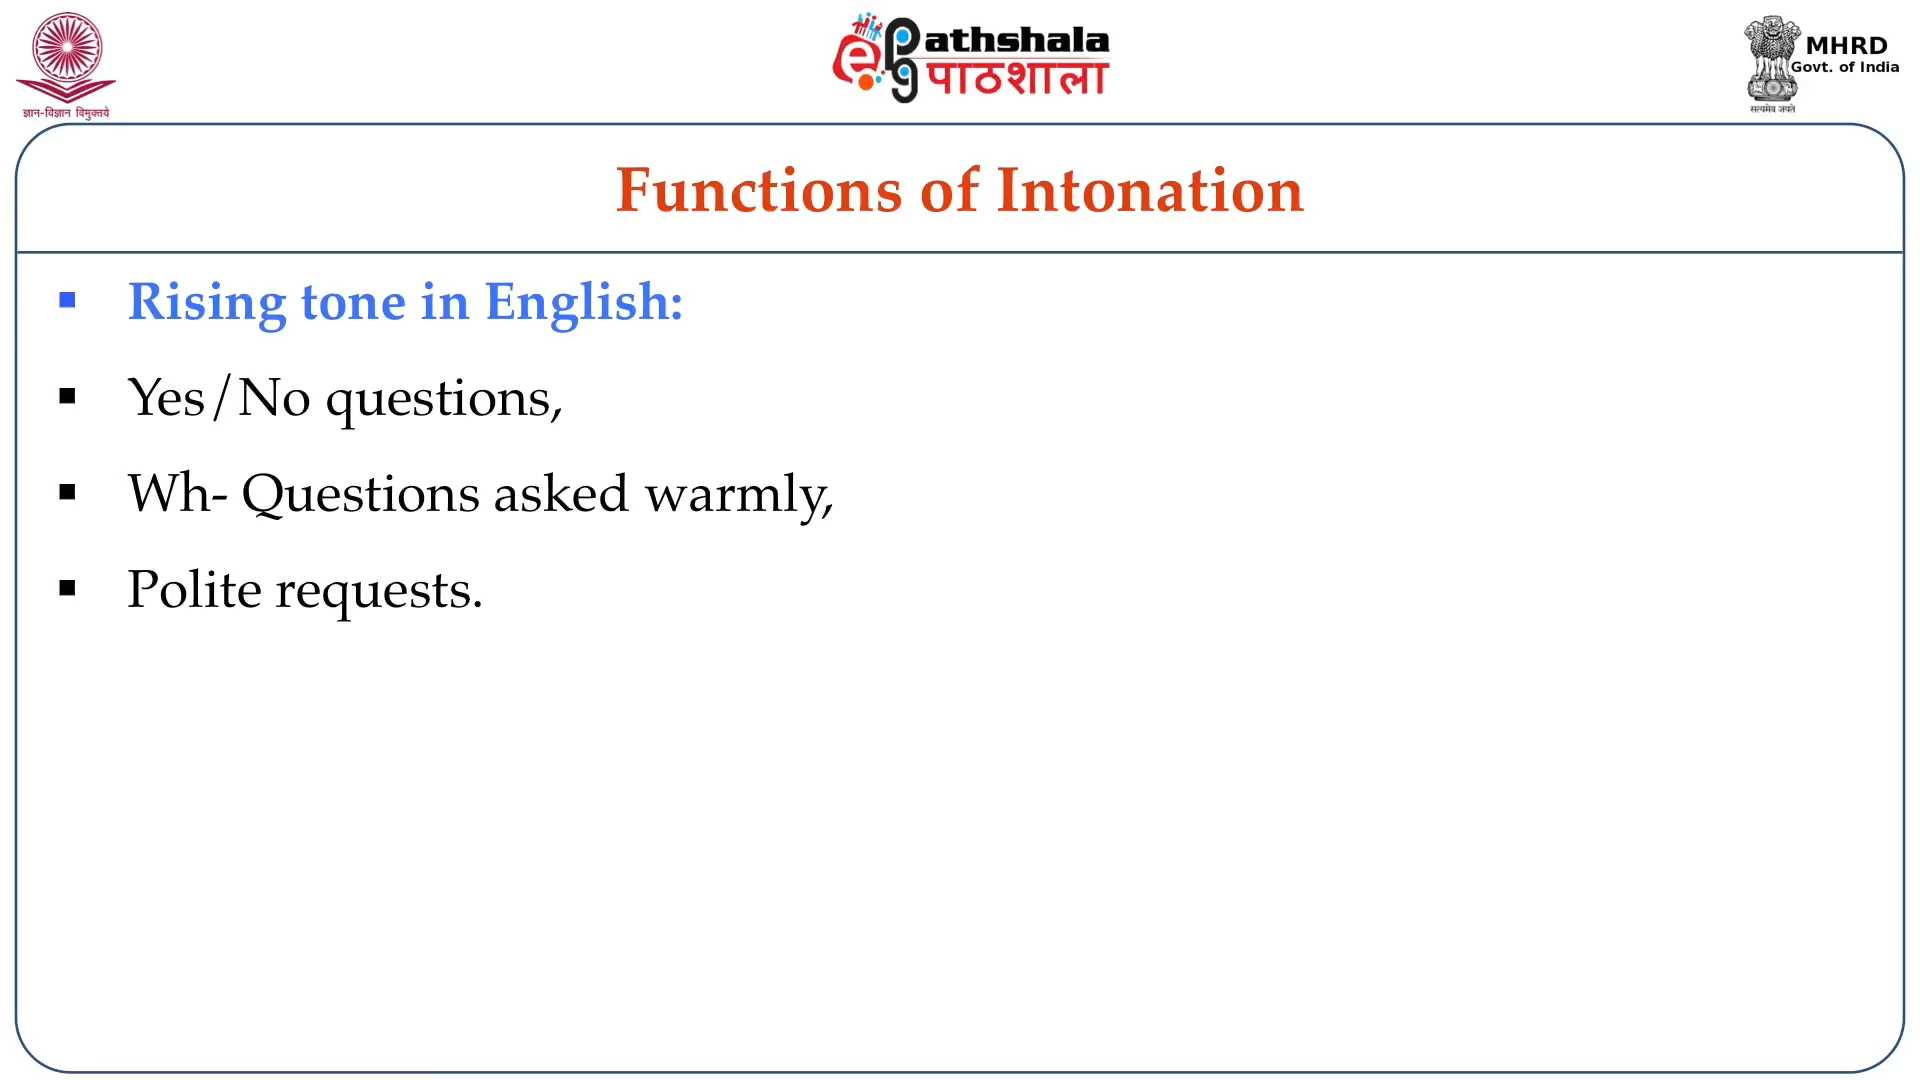 ज्ञान-विज्ञान विमुक्तये
ePathshala
पाठशाला
MHRD
Govt. of India
सत्यमेव जयते
Functions of Intonation
▪ Rising tone in English:
▪ Yes/No questions,
▪ Wh- Questions asked warmly,
▪ Polite requests.